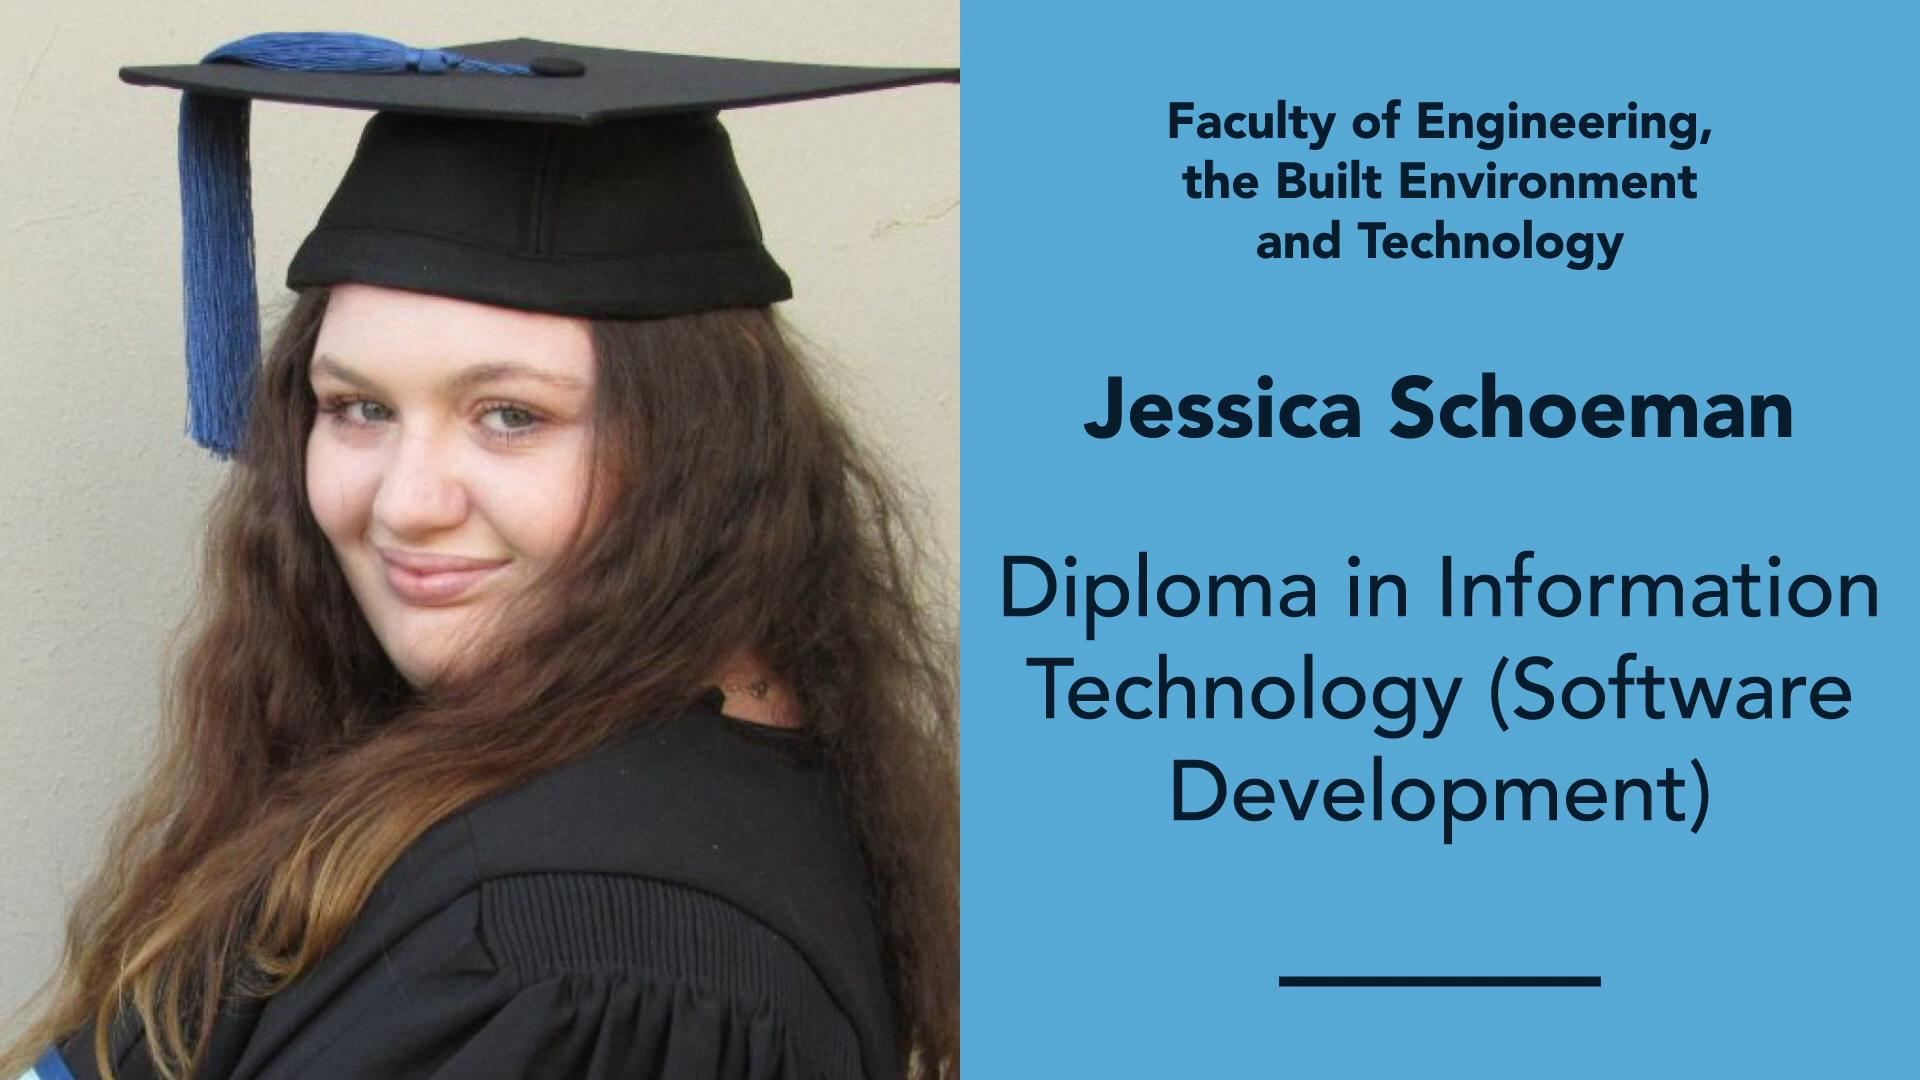 Faculty of Engineering,
the Built Environment
and Technology
Jessica Schoeman
Diploma in Information
Technology (Software
Development)